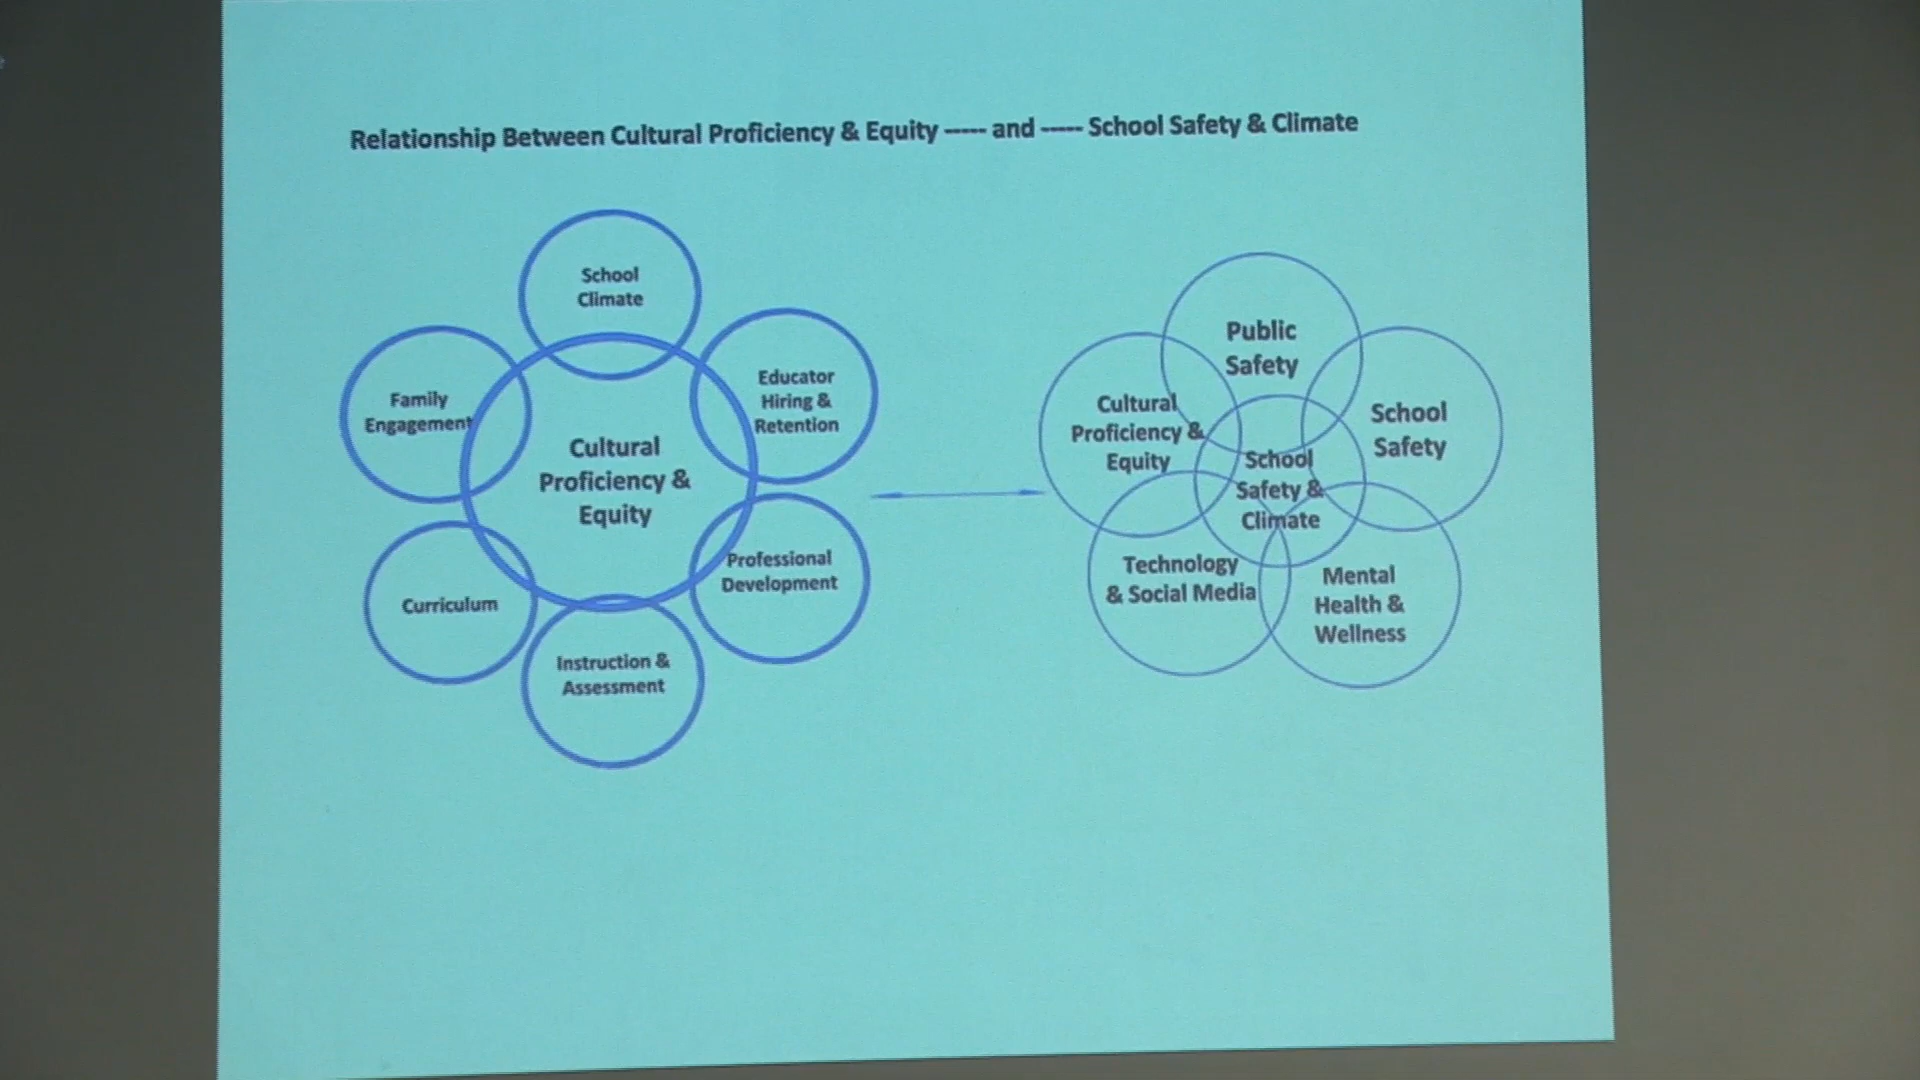 Relationship Between Cultural Proficiency & Equity ----- and ----- School Safety & Climate
School
Climate
Educator
Hiring &
Retention
Family
Engagement
Cultural
Proficiency &
Equity
Professional
Development
Curriculum
Instruction &
Assessment
Public
Safety
Cultural
Proficiency &
Equity
School
Safety
School
Safety &
Climate
Technology
& Social Media
Mental
Health &
Wellness